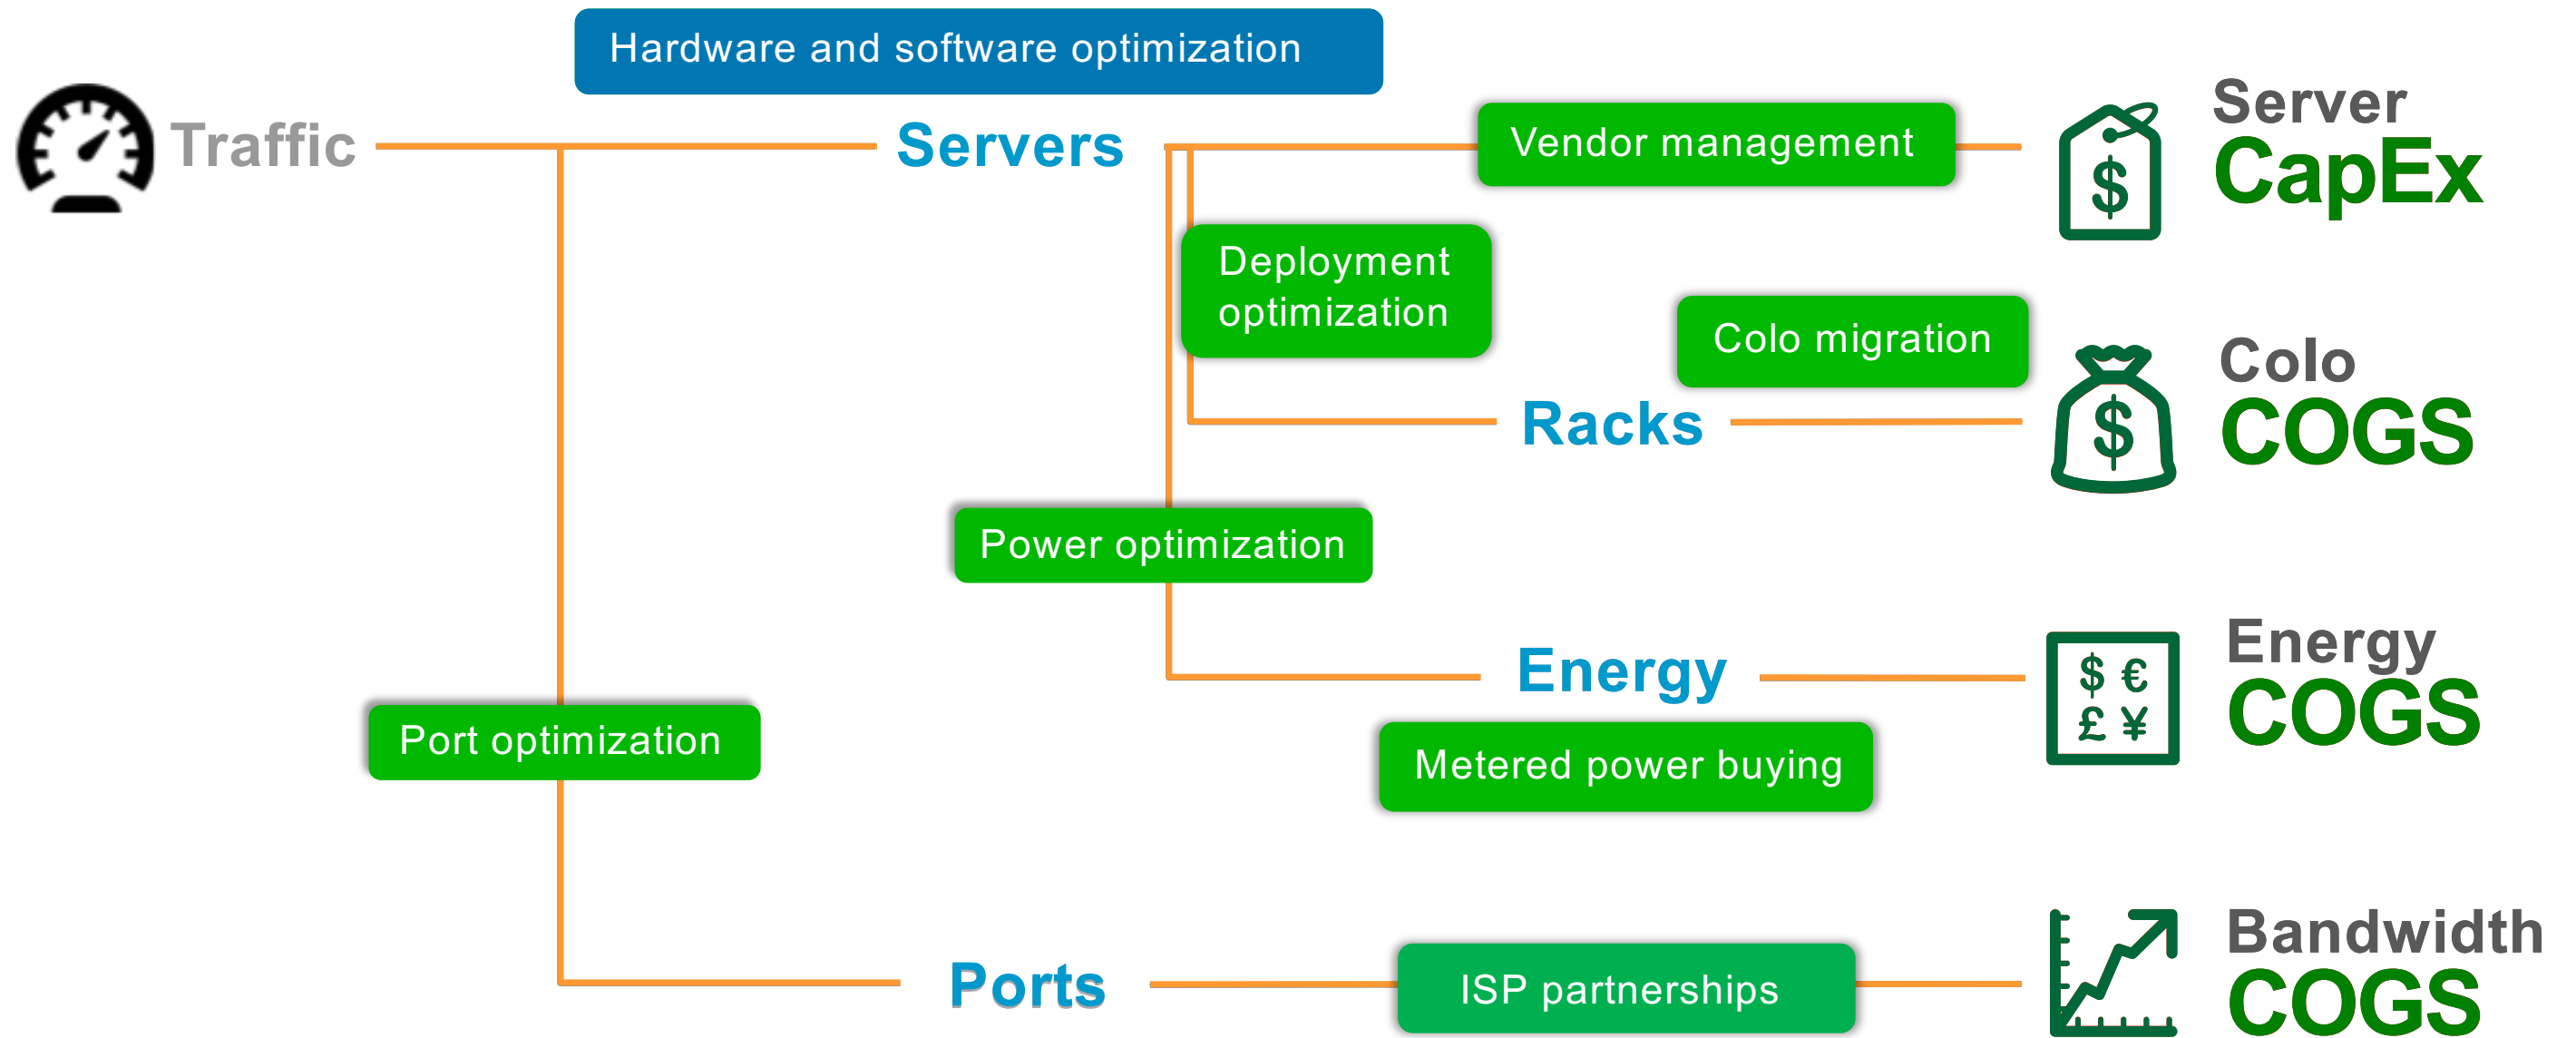 Hardware and software optimization
Traffic
Servers
Vendor management
Server
CapEx
Deployment
optimization
Colo migration
Racks
$
Colo
COGS
$
Power optimization
Energy
Energy
COGS
$ €
£ ¥
Port optimization
Metered power buying
Ports
ISP partnerships
Bandwidth
COGS